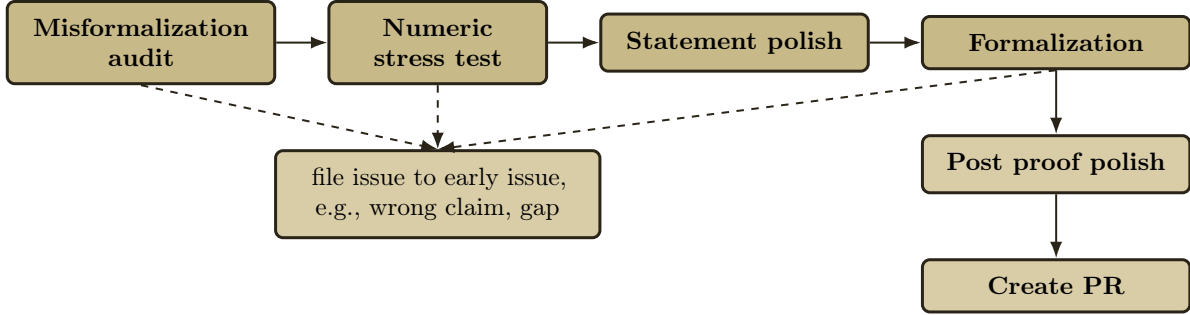 Misformalization
audit
Numeric
stress test
Statement polish
Formalization
file issue to early issue,
e.g., wrong claim, gap
Post proof polish
Create PR